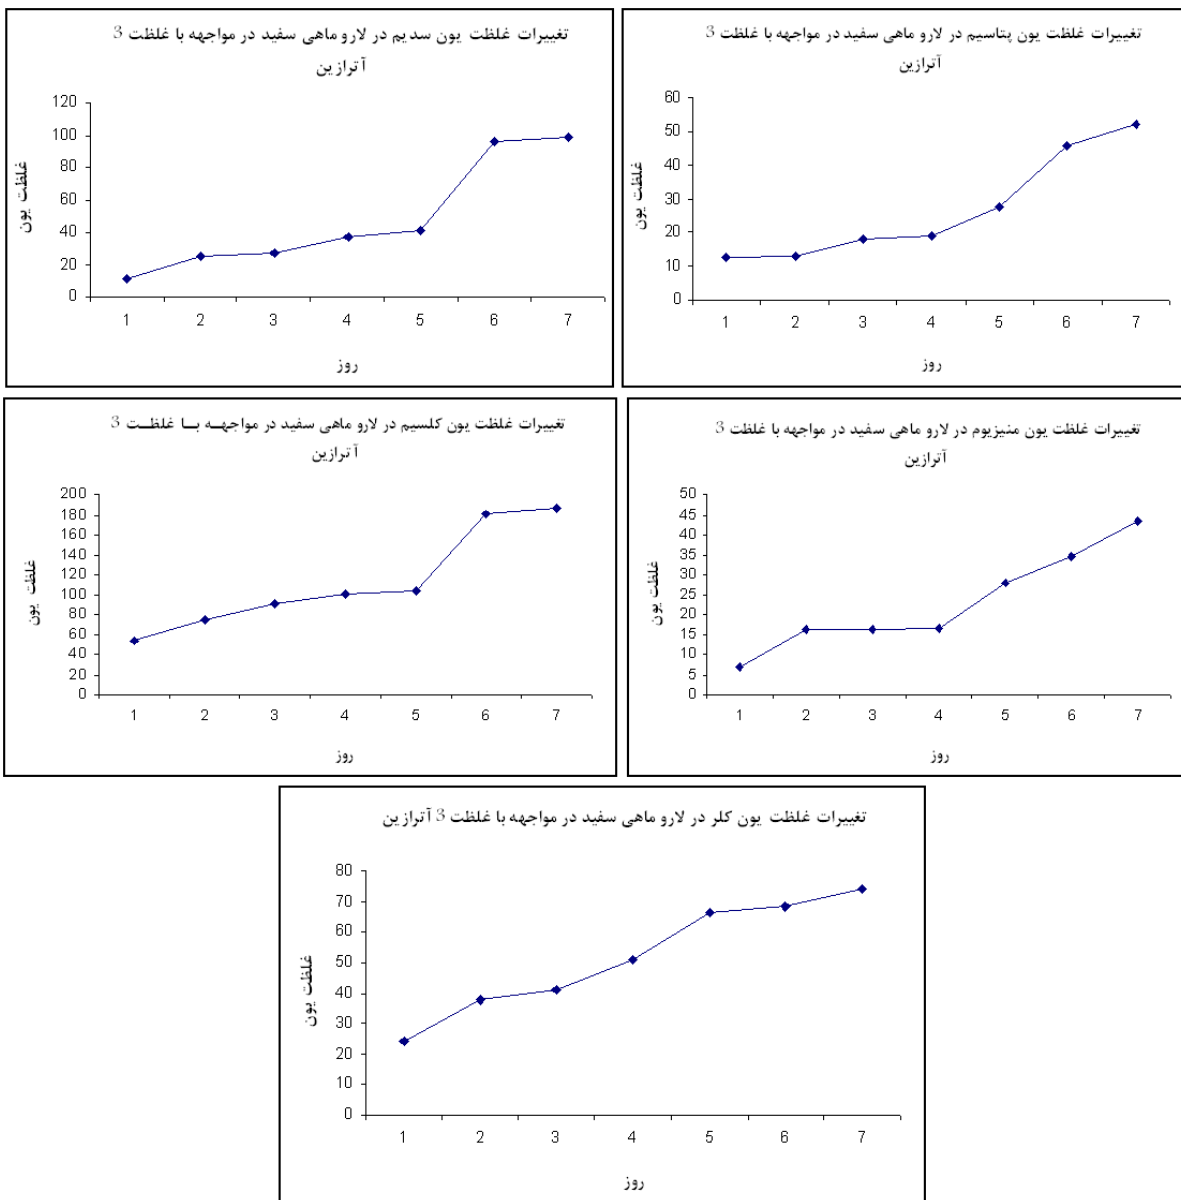 تغییرات غلظت یون سدیم در لارو ماهی سفید در مواجهه با غلظت 3
آترازین
120
100
80
60
40
20
0
غلظت یون
1 2 3 4 5 6 7
روز
تغییرات غلظت یون پتاسیم در لارو ماهی سفید در مواجهه با غلظت 3
آترازین
60
50
40
30
20
10
0
غلظت یون
1 2 3 4 5 6 7
روز
تغییرات غلظت یون کلسیم در لارو ماهی سفید در مواجهـه بــا غلظــت 3
آترازین
200
180
160
140
120
100
80
60
40
20
0
غلظت یون
1 2 3 4 5 6 7
روز
تغییرات غلظت یون منیزیوم در لارو ماهی سفید در مواجهه با غلظت 3
آترازین
50
45
40
35
30
25
20
15
10
5
0
غلظت یون
1 2 3 4 5 6 7
روز
تغییرات غلظت یون کلر در لارو ماهی سفید در مواجهه با غلظت 3 آترازین
80
70
60
50
40
30
20
10
0
غلظت یون
1 2 3 4 5 6 7
روز